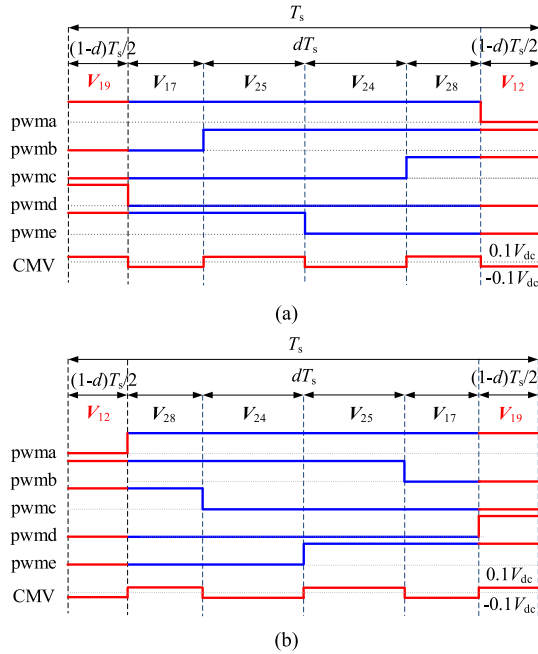 Ts
(1-d)Ts/2 dTs (1-d)Ts/2
V19 V17 V25 V24 V28 V12
pwma
pwmb
pwmc
pwmd
pwme
0.1Vdc
CMV
-0.1Vdc
(a)
Ts
(1-d)Ts/2 dTs (1-d)Ts/2
V12 V28 V24 V25 V17 V19
pwma
pwmb
pwmc
pwmd
pwme
0.1Vdc
CMV
-0.1Vdc
(b)